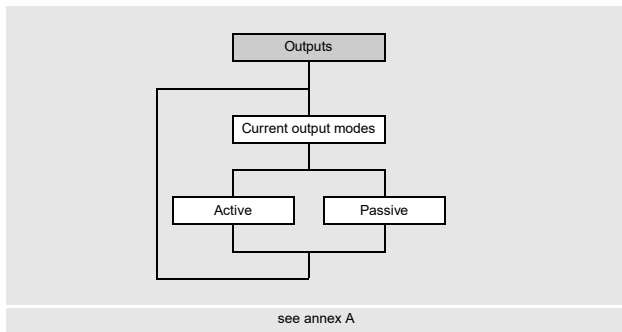 Outputs
Current output modes
Active
Passive
see annex A